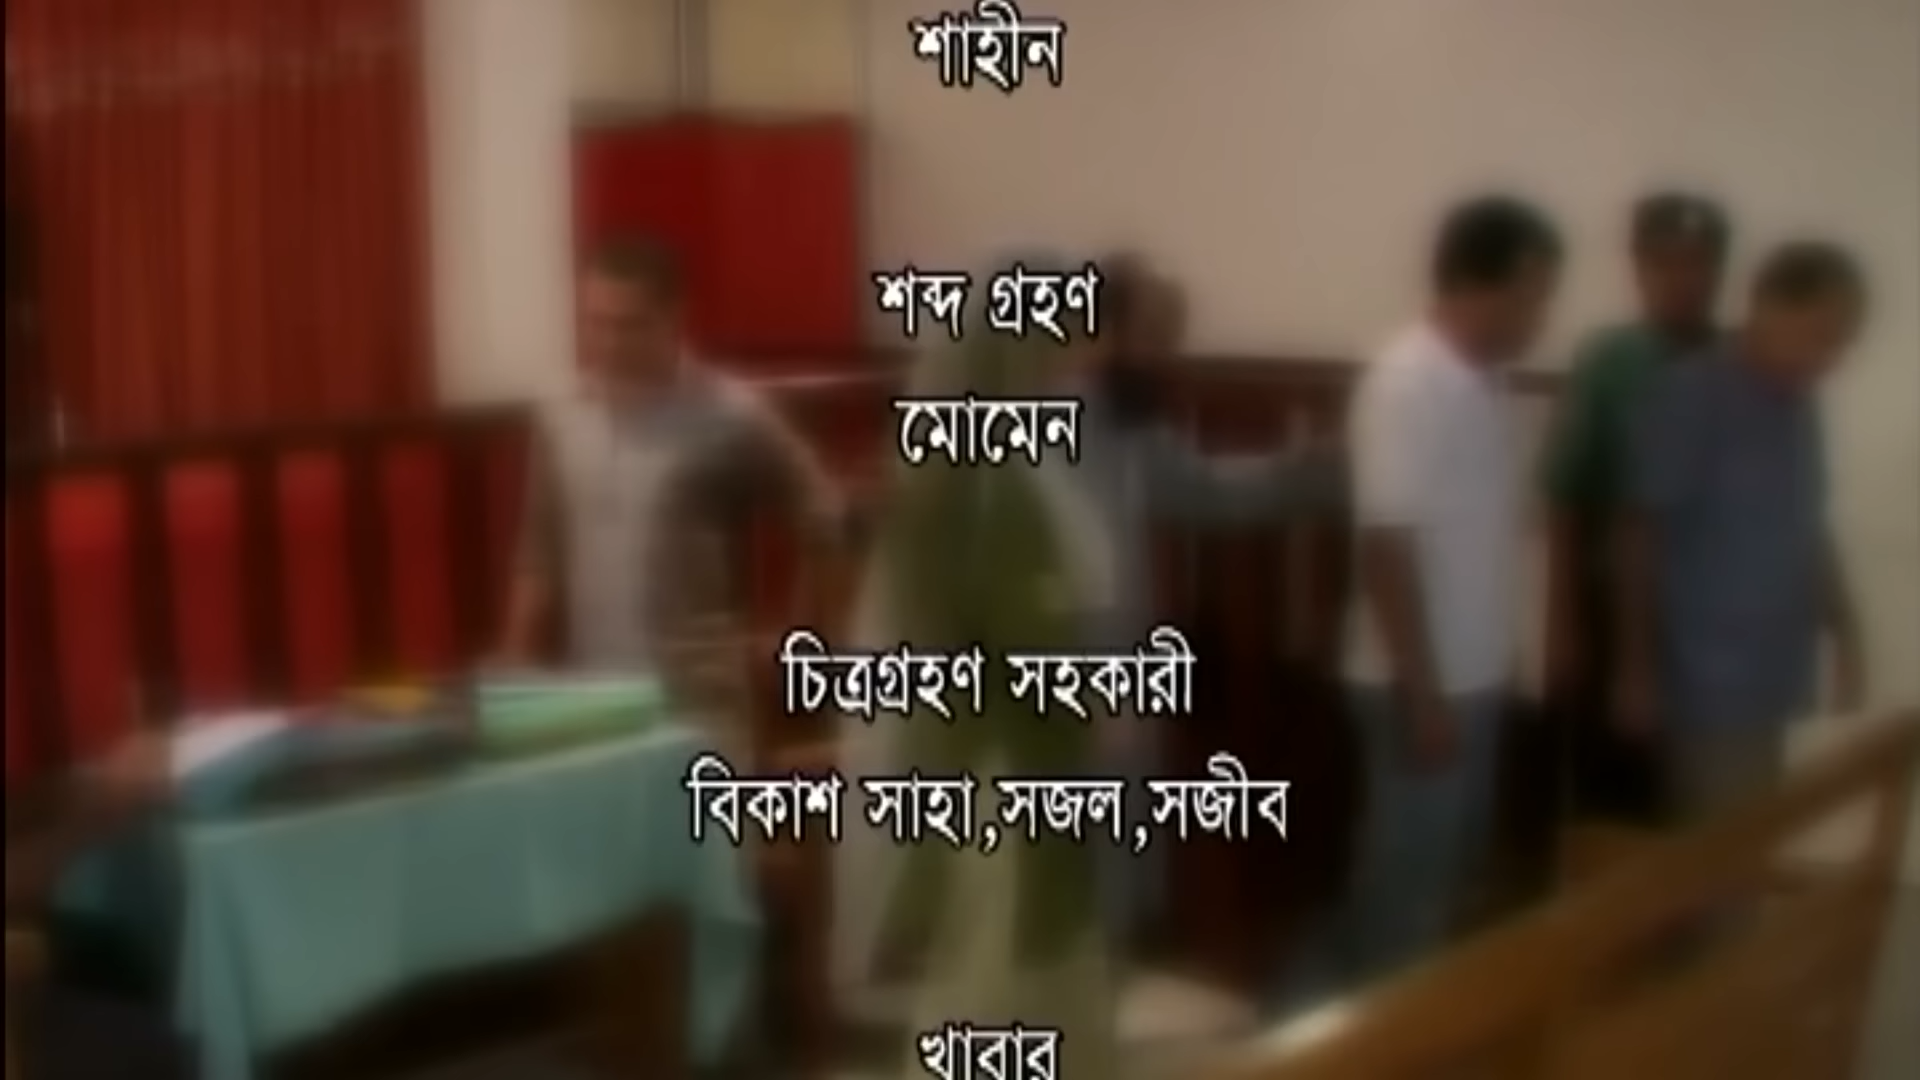 শাহীন
শব্দ গ্রহণ
মোমেন
চিত্রগ্রহণ সহকারী
বিকাশ সাহা,সজল,সজীব
খাবার